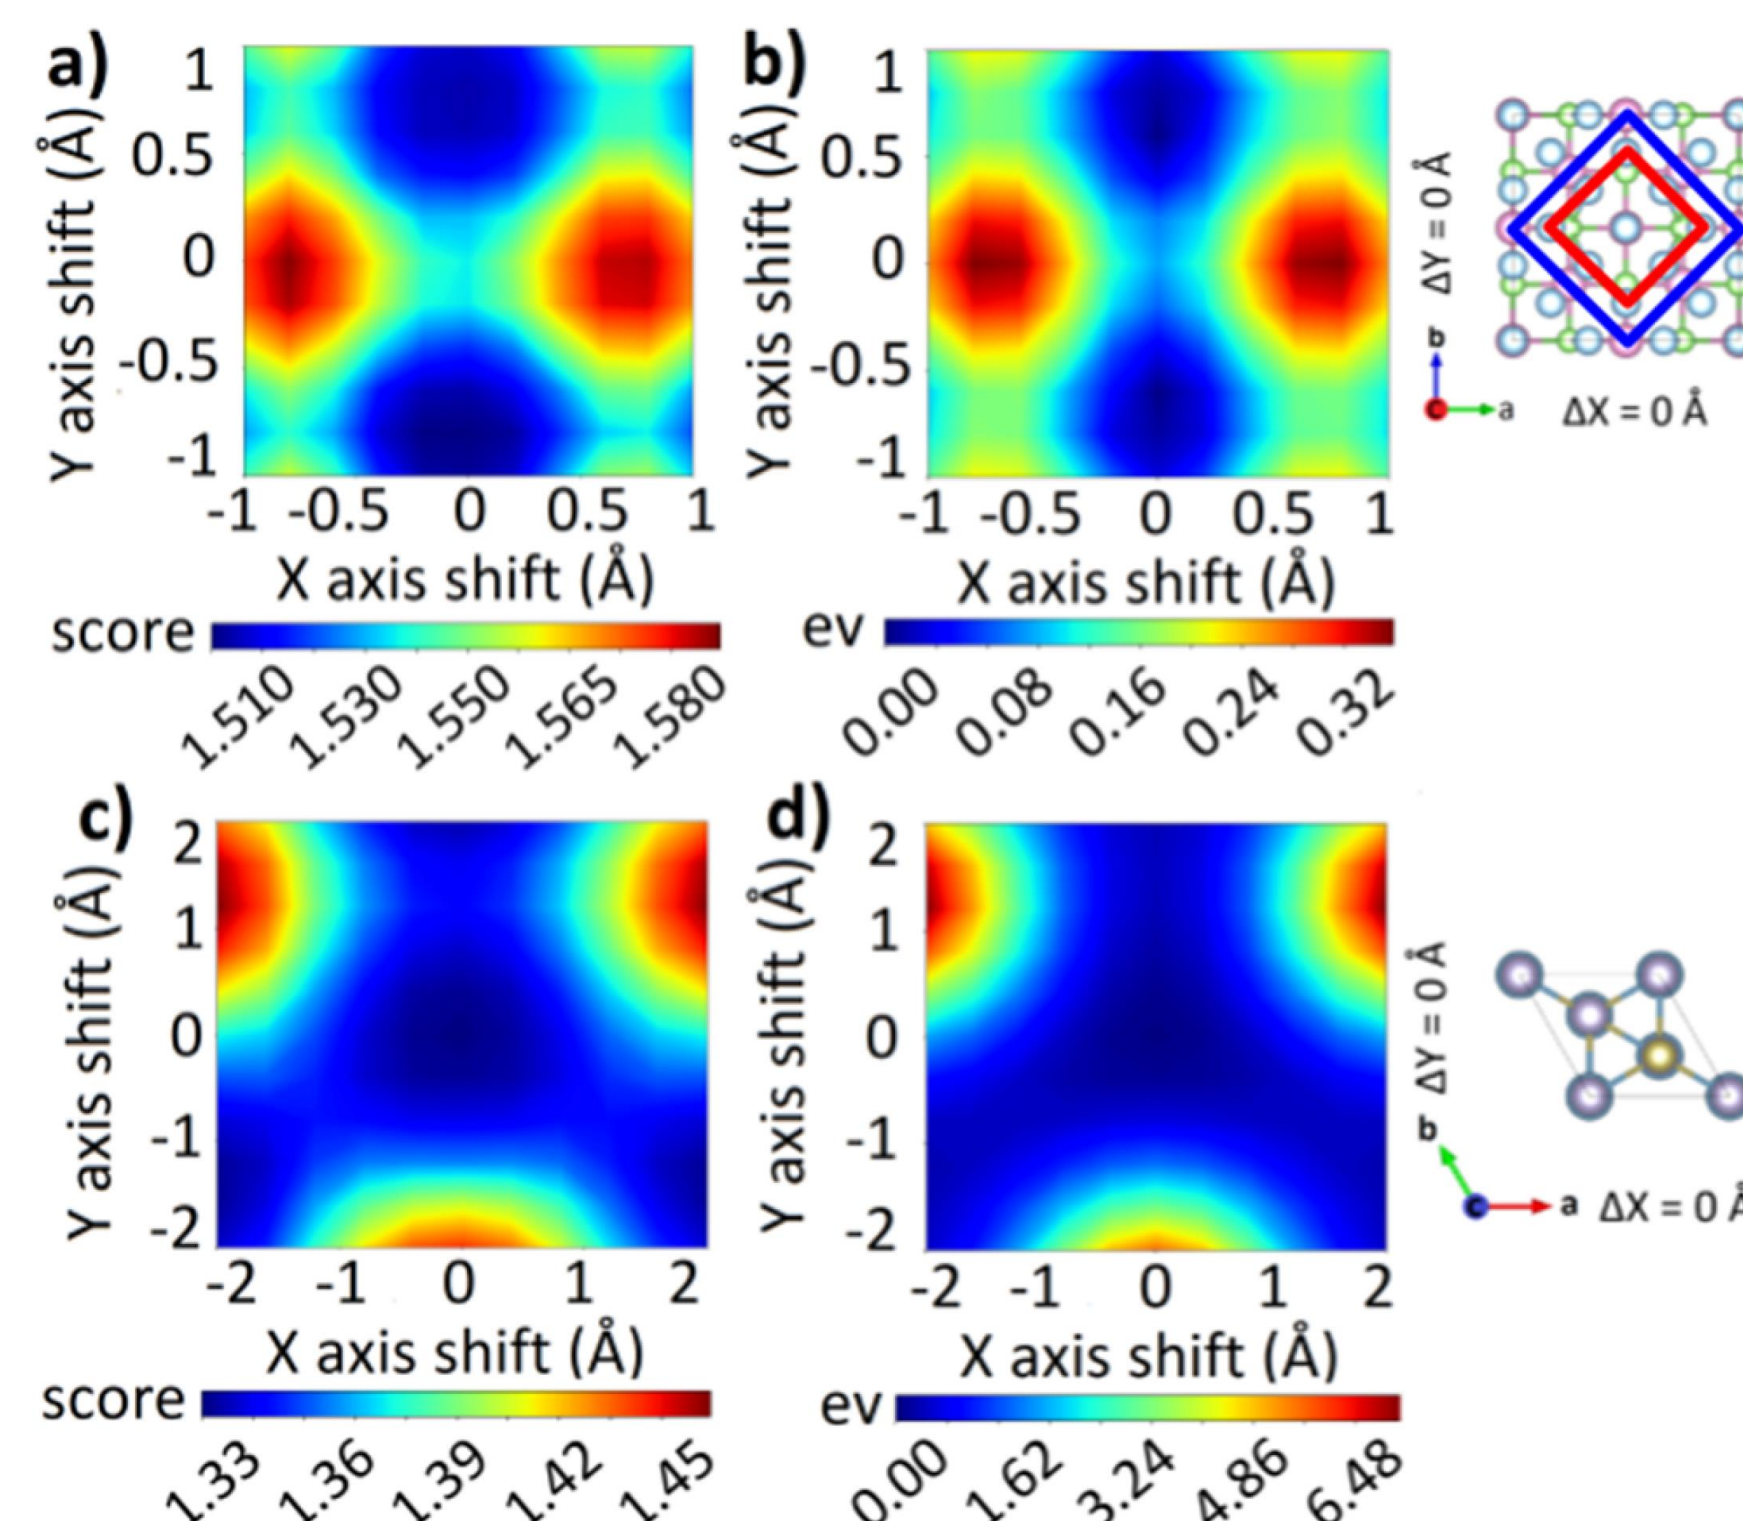 a)
Y axis shift (Å)
1
0.5
0
-0.5
-1
-1 -0.5 0 0.5 1
X axis shift (Å)
score
1.510 1.530 1.550 1.565 1.580
b)
Y axis shift (Å)
1
0.5
0
-0.5
-1
-1 -0.5 0 0.5 1
X axis shift (Å)
ev
0.00 0.08 0.16 0.24 0.32
ΔY = 0 Å
b
c
a
ΔX = 0 Å
c)
Y axis shift (Å)
2
1
0
-1
-2
-2 -1 0 1 2
X axis shift (Å)
score
1.33 1.36 1.39 1.42 1.45
d)
Y axis shift (Å)
2
1
0
-1
-2
-2 -1 0 1 2
X axis shift (Å)
ev
0.00 1.62 3.24 4.86 6.48
ΔY = 0 Å
b
c
a
ΔX = 0 Å